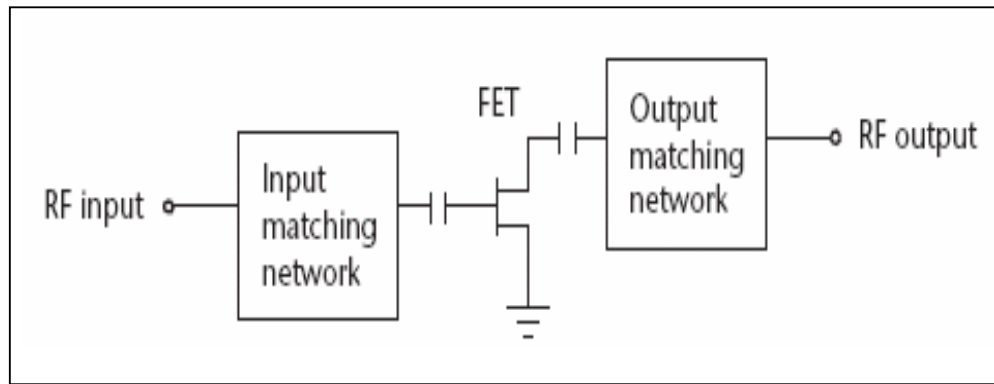 RF input
Input
matching
network
FET
Output
matching
network
RF output